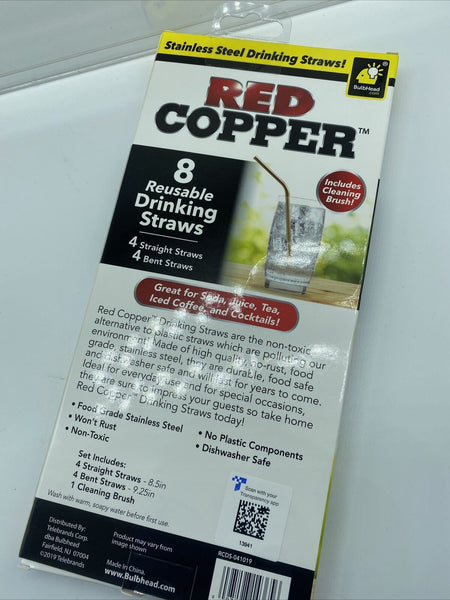 Stainless Steel Drinking Straws!
BulbHead
.com
RED
COPPER™
8
Reusable
Drinking
Straws
4 Straight Straws
4 Bent Straws
Includes
Cleaning
Brush!
Great for Soda, Juice, Tea,
Iced Coffee, and Cocktails!
Red Copper™ Drinking Straws are the non-toxic
alternative to plastic straws which are polluting our
environment! Made of high quality, no-rust, food
grade, stainless steel, they are durable, food safe
and dishwasher safe and will last for years to come.
Ideal for everyday use and for special occasions,
they are sure to impress your guests so take home
Red Copper™ Drinking Straws today!
• Food Grade Stainless Steel
• Won't Rust
• Non-Toxic
• No Plastic Components
• Dishwasher Safe
Set Includes:
4 Straight Straws - 8.5in
4 Bent Straws - 9.25in
1 Cleaning Brush
Wash with warm, soapy water before first use.
Scan with your
Transparency app
13941
Distributed By:
Telebrands Corp.
dba Bulbhead
Fairfield, NJ 07004
©2019 Telebrands
Product may vary from
image shown
Made In China.
www.Bulbhead.com
RCDS-041019